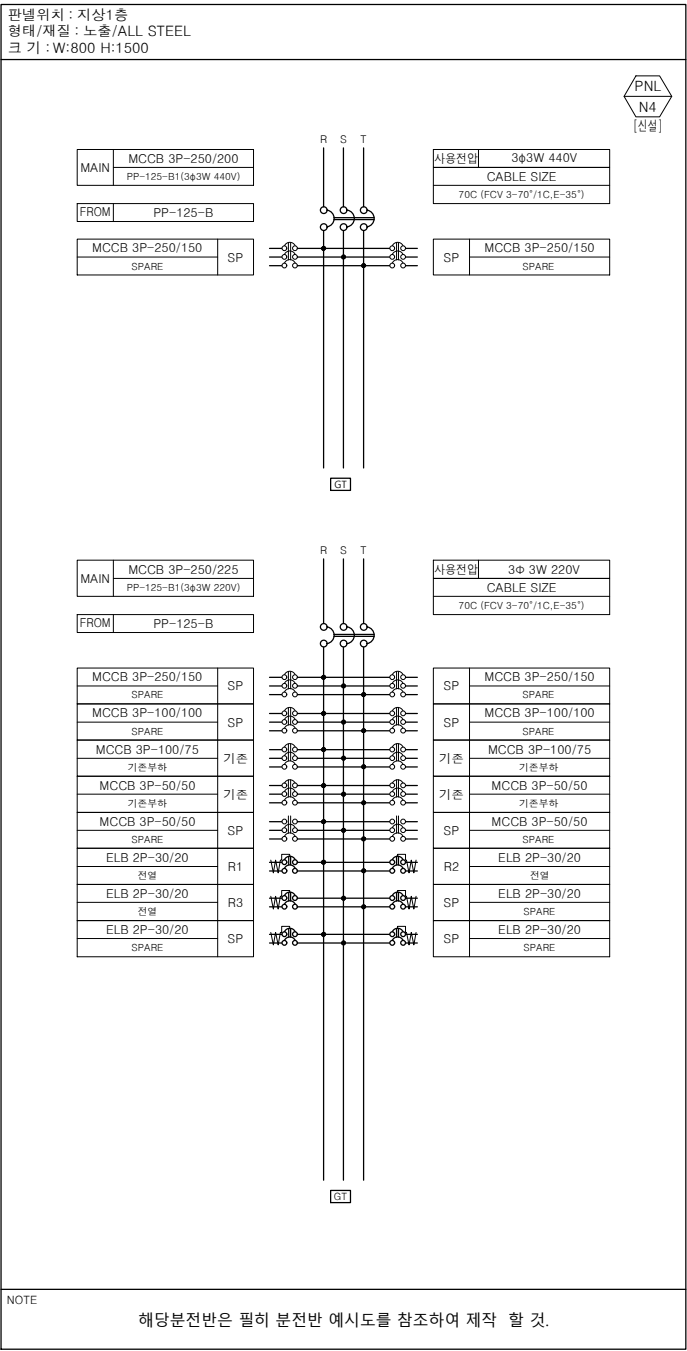 판넬위치 : 지상1층
형태/재질 : 노출/ALL STEEL
크 기 : W:800 H:1500
PNL
N4
[신설]
R S T
MAIN MCCB 3P-250/200
PP-125-B1(3ϕ3W 440V)
사용전압 3ϕ3W 440V
CABLE SIZE
70C (FCV 3-70°/1C,E-35°)
FROM PP-125-B
MCCB 3P-250/150 SP
SPARE
SP MCCB 3P-250/150
SPARE
GT
R S T
MAIN MCCB 3P-250/225
PP-125-B1(3ϕ3W 220V)
사용전압 3Φ 3W 220V
CABLE SIZE
70C (FCV 3-70°/1C,E-35°)
FROM PP-125-B
MCCB 3P-250/150 SP
SPARE
SP MCCB 3P-250/150
SPARE
MCCB 3P-100/100 SP
SPARE
SP MCCB 3P-100/100
SPARE
MCCB 3P-100/75 기존
기존부하
기존 MCCB 3P-100/75
기존부하
MCCB 3P-50/50 기존
기존부하
기존 MCCB 3P-50/50
기존부하
MCCB 3P-50/50 SP
SPARE
SP MCCB 3P-50/50
SPARE
ELB 2P-30/20 R1
전열
R2 ELB 2P-30/20
전열
ELB 2P-30/20 R3
전열
SP ELB 2P-30/20
SPARE
ELB 2P-30/20 SP
SPARE
SP ELB 2P-30/20
SPARE
GT
NOTE
해당분전반은 필히 분전반 예시도를 참조하여 제작 할 것.